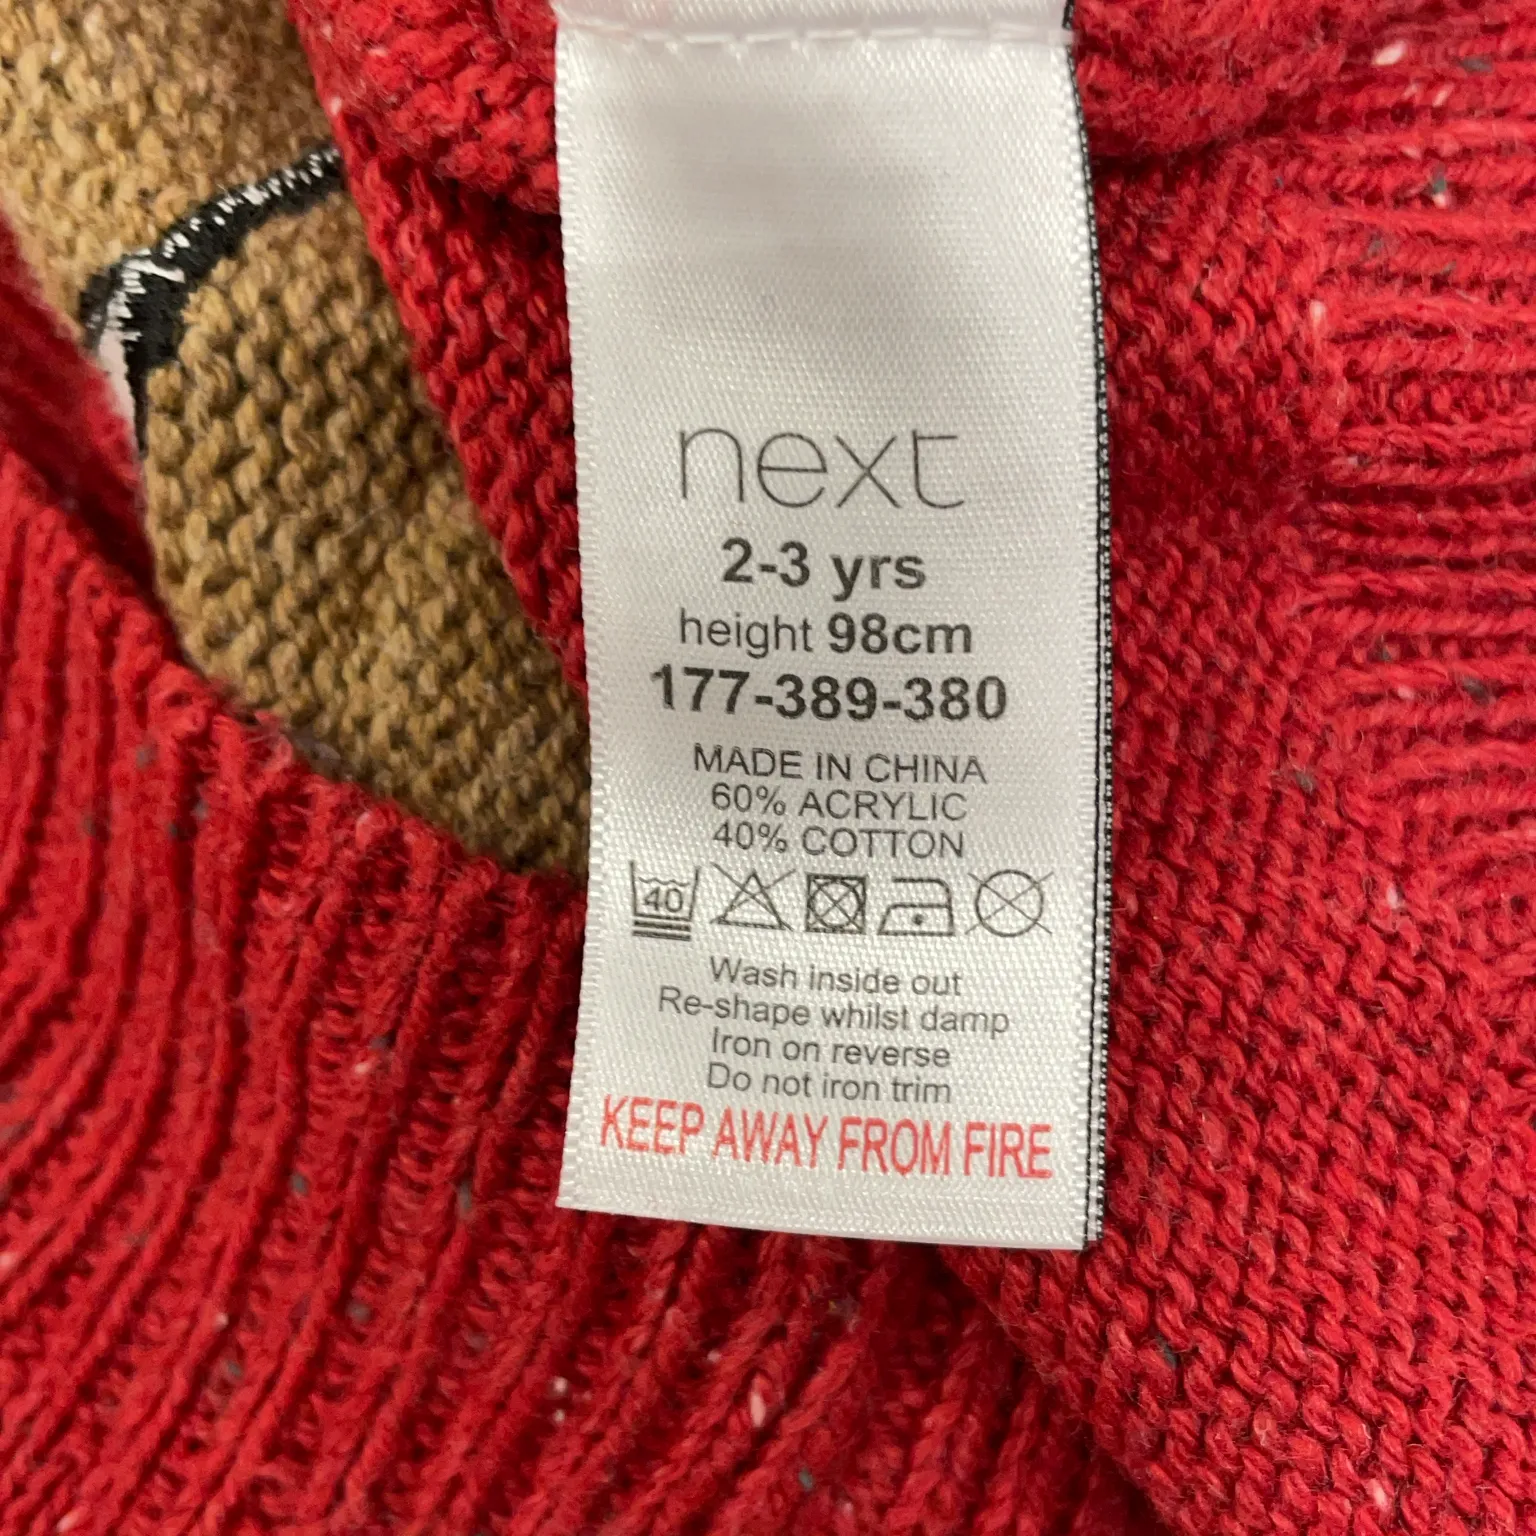 next
2-3 yrs
height 98cm
177-389-380
MADE IN CHINA
60% ACRYLIC
40% COTTON
40
Wash inside out
Re-shape whilst damp
Iron on reverse
Do not iron trim
KEEP AWAY FROM FIRE